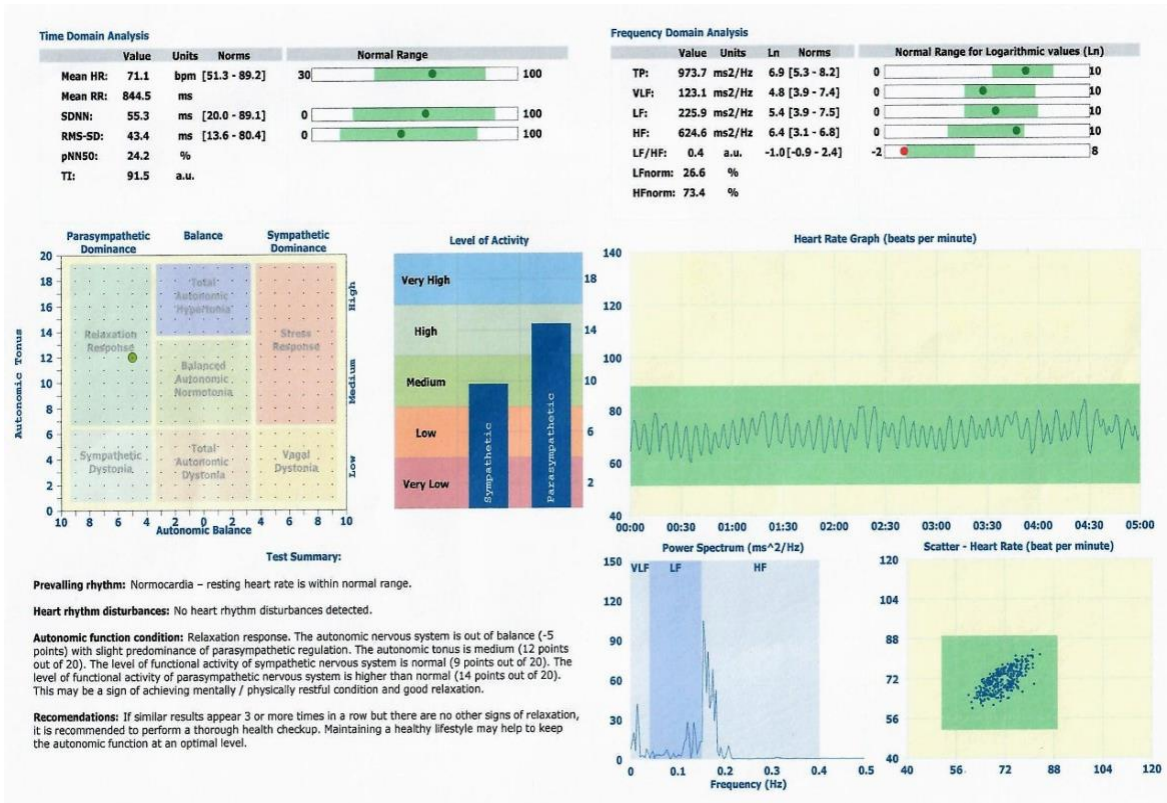 Time Domain Analysis
Value Units Norms Normal Range
Mean HR: 71.1 bpm [51.3 - 89.2] 30 100
Mean RR: 844.5 ms
SDNN: 55.3 ms [20.0 - 89.1] 0 100
RMS-SD: 43.4 ms [13.6 - 80.4] 0 100
pNN50: 24.2 %
TI: 91.5 a.u.
Frequency Domain Analysis
Value Units Ln Norms Normal Range for Logarithmic values (Ln)
TP: 973.7 ms2/Hz 6.9 [5.3 - 8.2] 0 10
VLF: 123.1 ms2/Hz 4.8 [3.9 - 7.4] 0 10
LF: 225.9 ms2/Hz 5.4 [3.9 - 7.5] 0 10
HF: 624.6 ms2/Hz 6.4 [3.1 - 6.8] 0 10
LF/HF: 0.4 a.u. -1.0 [-0.9 - 2.4] -2 8
LFnorm: 26.6 %
HFnorm: 73.4 %
Parasympathetic Dominance
Balance
Sympathetic Dominance
Autonomic Tonus
20
18
16
14
12
10
8
6
4
2
0
Total
Autonomic
Hypertonia
Relaxation
Response
Stress
Response
Balanced
Autonomic
Normotonia
Sympathetic
Dystonia
Total
Autonomic
Dystonia
Vagal
Dystonia
High
Medium
Low
10 8 6 4 2 0 2 4 6 8 10
Autonomic Balance
Level of Activity
Very High 18
High 14
Medium 10
Low 6
Very Low 2
Sympathetic
Parasympathetic
Heart Rate Graph (beats per minute)
140
120
100
80
60
40
00:00 00:30 01:00 01:30 02:00 02:30 03:00 03:30 04:00 04:30 05:00
Test Summary:
Prevailing rhythm: Normocardia – resting heart rate is within normal range.
Heart rhythm disturbances: No heart rhythm disturbances detected.
Autonomic function condition: Relaxation response. The autonomic nervous system is out of balance (-5
points) with slight predominance of parasympathetic regulation. The autonomic tonus is medium (12 points
out of 20). The level of functional activity of sympathetic nervous system is normal (9 points out of 20). The
level of functional activity of parasympathetic nervous system is higher than normal (14 points out of 20).
This may be a sign of achieving mentally / physically restful condition and good relaxation.
Recomendations: If similar results appear 3 or more times in a row but there are no other signs of relaxation,
it is recommended to perform a thorough health checkup. Maintaining a healthy lifestyle may help to keep
the autonomic function at an optimal level.
Power Spectrum (ms^2/Hz)
VLF LF HF
150
120
90
60
30
0
0 0.1 0.2 0.3 0.4 0.5
Frequency (Hz)
Scatter - Heart Rate (beat per minute)
120
104
88
72
56
40
40 56 72 88 104 120